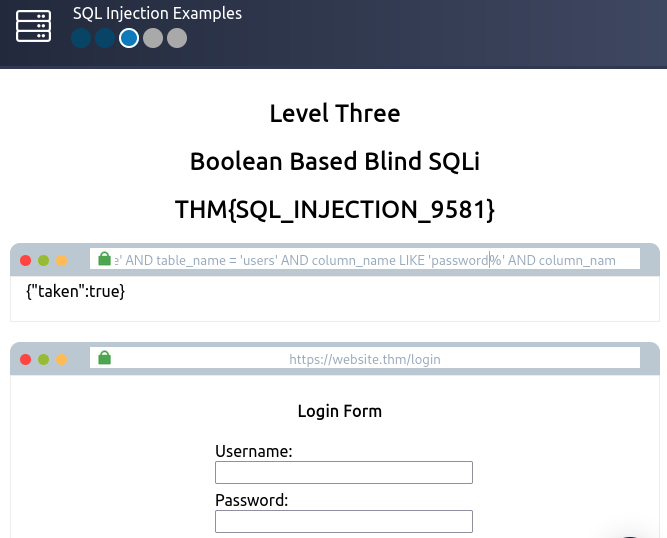 SQL Injection Examples
Level Three
Boolean Based Blind SQLi
THM{SQL_INJECTION_9581}
e' AND table_name = 'users' AND column_name LIKE 'password%' AND column_nam
{"taken":true}
https://website.thm/login
Login Form
Username:
Password: